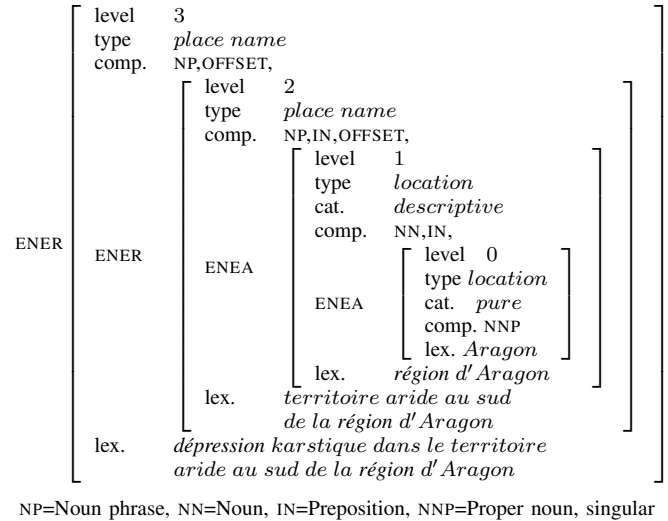 level 3
type place name
comp. NP,OFFSET,
level 2
type place name
comp. NP,IN,OFFSET,
level 1
type location
cat. descriptive
comp. NN,IN,
level 0
type location
ENER ENER ENEA ENEA cat. pure
comp. NNP
lex. Aragon
lex. région d'Aragon
lex. territoire aride au sud
de la région d'Aragon
lex. dépression karstique dans le territoire
aride au sud de la région d'Aragon
NP=Noun phrase, NN=Noun, IN=Preposition, NNP=Proper noun, singular